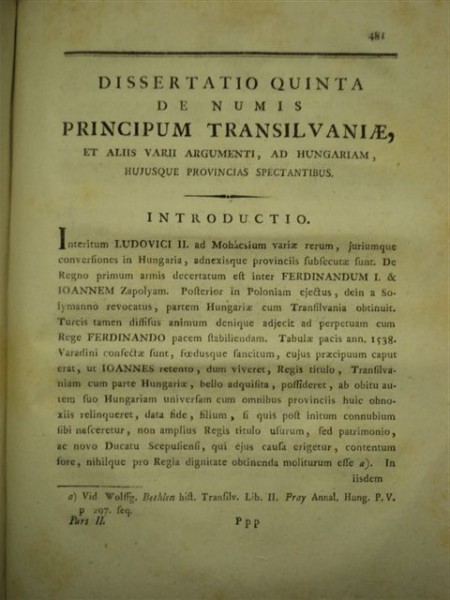 481
DISSERTATIO QUINTA
DE NUMIS
PRINCIPUM TRANSILVANIÆ,
ET ALIIS VARII ARGUMENTI, AD HUNGARIAM,
HUJUSQUE PROVINCIAS SPECTANTIBUS.
INTRODUCTIO.
Interitum LUDOVICI II. ad Mohácsium variæ rerum, juriumque
converſiones in Hungaria, adnexisque provinciis ſubſecutæ ſunt. De
Regno primum armis decertatum eſt inter FERDINANDUM I. &
IOANNEM Zapolyam. Poſterior in Poloniam ejectus, dein a So-
lymanno revocatus, partem Hungariæ cum Transilvania obtinuit.
Turcis tamen diffiſus animum denique adjecit ad perpetuam cum
Rege FERDINANDO pacem ſtabiliendam. Tabulæ pacis ann. 1538.
Varadini confectæ ſunt, fœdusque ſancitum, cujus præcipuum caput
erat, ut IOANNES retento, dum viveret, Regis titulo, Transilva-
niam cum parte Hungariæ, bello adquiſita, poſſideret, ab obitu au-
tem ſuo Hungariam univerſam cum omnibus provinciis huic obno-
xiis relinqueret, data fide, filium, ſi quis poſt initum connubium
ſibi naſceretur, non amplius Regis titulo uſurum, ſed patrimonio,
ac novo Ducatu Scepuſienſi, qui ejus cauſa erigetur, contentum
fore, nihilque pro Regia dignitate obtinenda moliturum eſſe a). In
iisdem
a) Vid Wolffg. Bethlen hiſt. Transilv. Lib. II. Pray Annal. Hung. P. V.
p 297. ſeq.
Pars II. Ppp